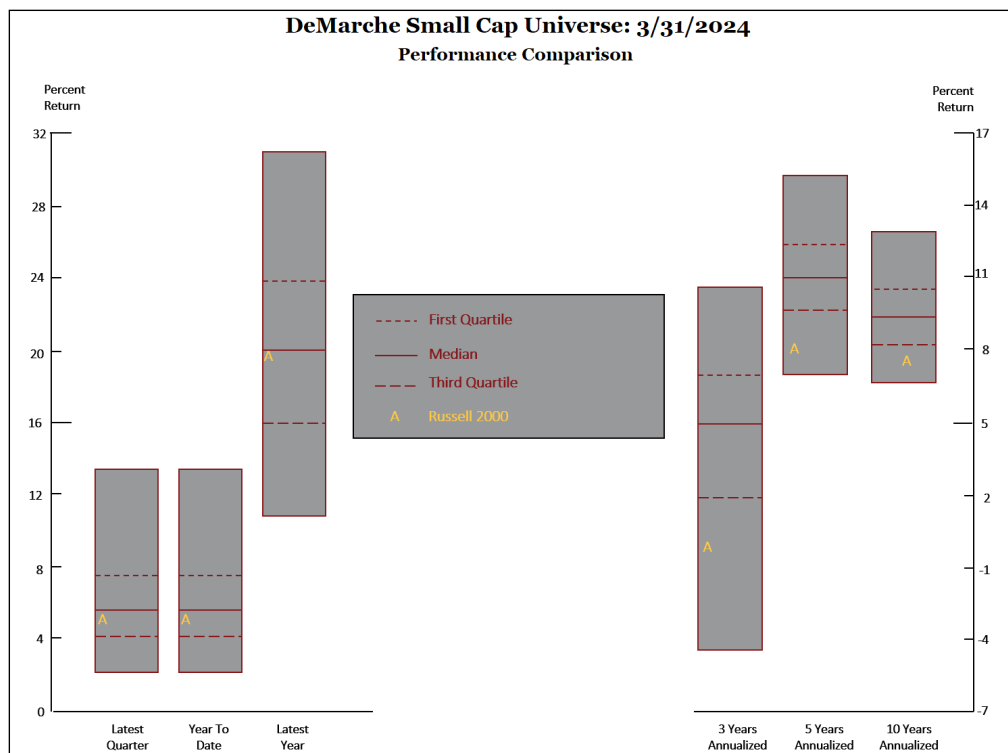 DeMarche Small Cap Universe: 3/31/2024
Performance Comparison
Percent
Return
Percent
Return
32
28
24
20
16
12
8
4
0
17
14
11
8
5
2
-1
-4
-7
First Quartile
Median
Third Quartile
A Russell 2000
A
A
A
A
A
A
Latest
Quarter
Year To
Date
Latest
Year
3 Years
Annualized
5 Years
Annualized
10 Years
Annualized